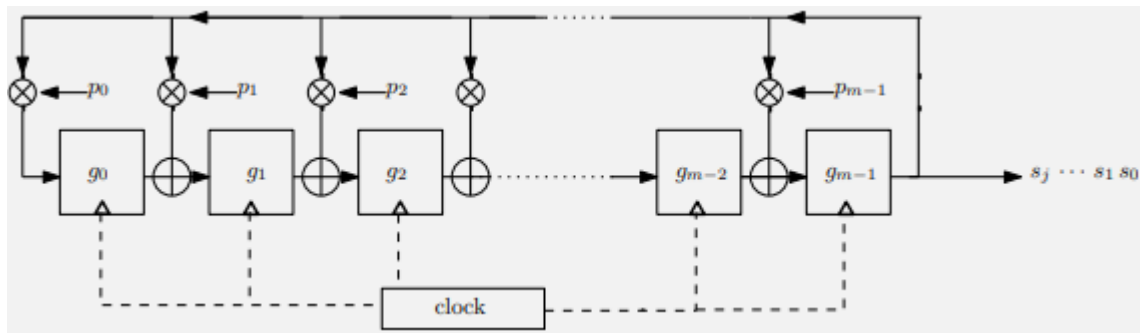 p₀ p₁ p₂ pₘ₋₁
g₀ g₁ g₂ gₘ₋₂ gₘ₋₁ sⱼ ··· s₁ s₀
clock